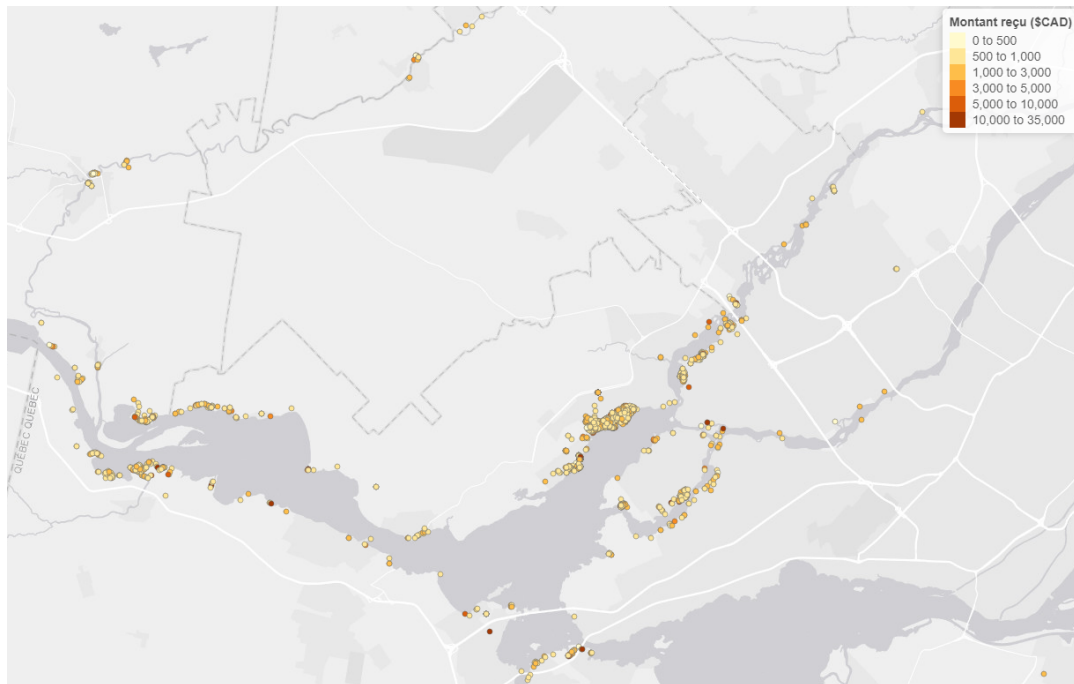 Montant reçu ($CAD)
0 to 500
500 to 1,000
1,000 to 3,000
3,000 to 5,000
5,000 to 10,000
10,000 to 35,000
QUÉBEC QUÉBEC